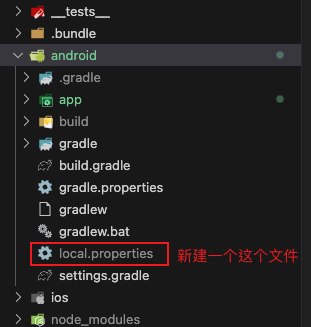 __tests__
.bundle
android
.gradle
app
build
gradle
build.gradle
gradle.properties
gradlew
gradlew.bat
local.properties 新建一个这个文件
settings.gradle
ios
node_modules